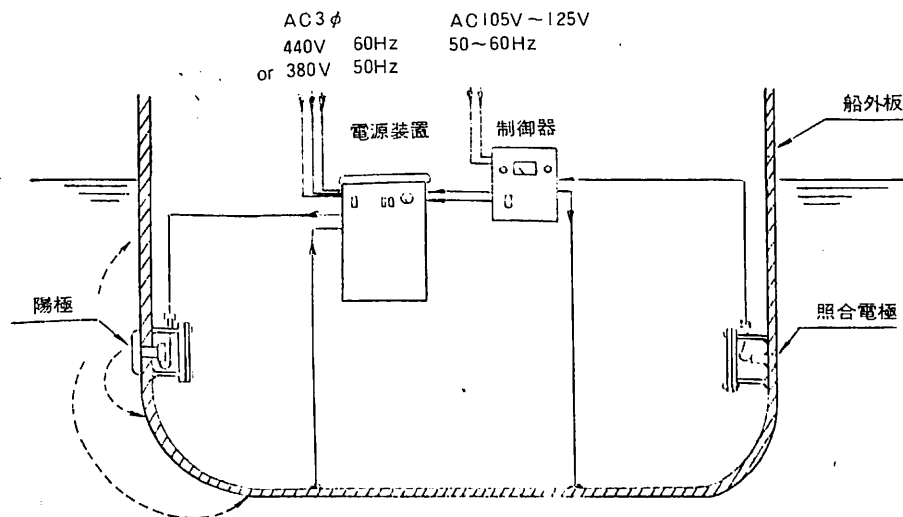 AC3φ
440V 60Hz
or 380V 50Hz
AC105V～125V
50～60Hz
電源装置
制御器
船外板
陽極
照合電極